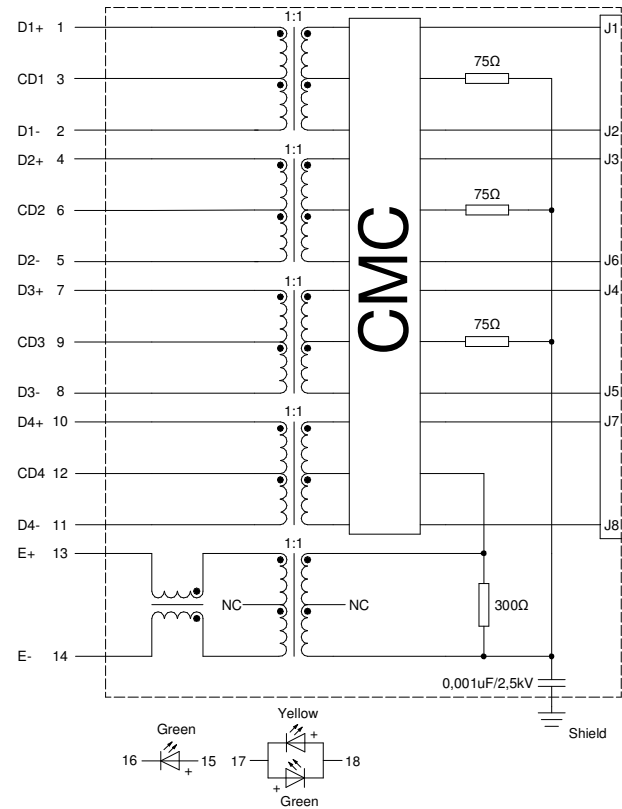 1:1
D1+ 1 J1
75Ω
CD1 3
D1- 2 J2
1:1
D2+ 4 J3
75Ω
CD2 6
D2- 5 J6
1:1
D3+ 7 J4
75Ω
CD3 9
D3- 8 J5
1:1
D4+ 10 J7
CD4 12
D4- 11 J8
CMC
1:1
E+ 13
NC NC
300Ω
E- 14
0,001uF/2,5kV
Shield
Green
16 15
+
Yellow
+
17 18
+
Green